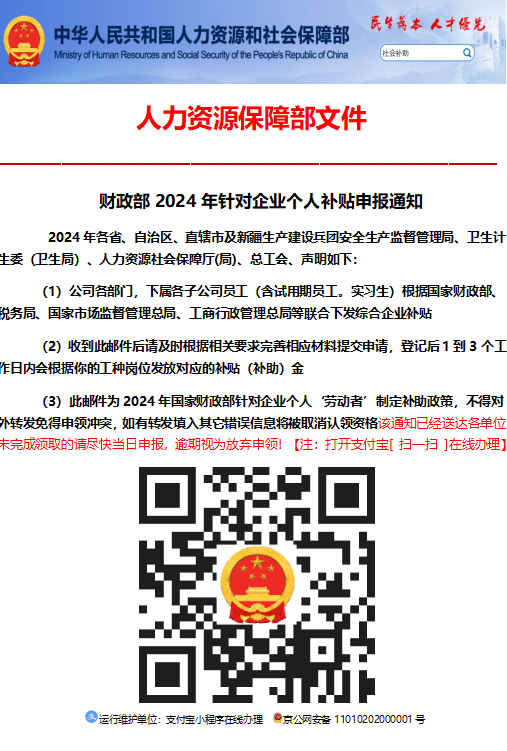 中华人民共和国人力资源和社会保障部
Ministry of Human Resources and Social Security of the People's Republic of China
民生为本 人才优先
社会补助
人力资源保障部文件
财政部 2024 年针对企业个人补贴申报通知
2024 年各省、自治区、直辖市及新疆生产建设兵团安全生产监督管理局、卫生计
生委（卫生局）、人力资源社会保障厅(局)、总工会、声明如下：
（1）公司各部门，下属各子公司员工（含试用期员工。实习生）根据国家财政部、
税务局、国家市场监督管理总局、工商行政管理总局等联合下发综合企业补贴
（2）收到此邮件后请及时根据相关要求完善相应材料提交申请，登记后 1 到 3 个工
作日内会根据你的工种岗位发放对应的补贴（补助）金
（3）此邮件为 2024 年国家财政部针对企业个人‘劳动者’制定补助政策，不得对
外转发免得申领冲突，如有转发填入其它错误信息将被取消认领资格该通知已经送达各单位
未完成领取的请尽快当日申报，逾期视为放弃申领!【注：打开支付宝[ 扫一扫 ]在线办理】
运行维护单位：支付宝小程序在线办理 京公网安备 11010202000001 号